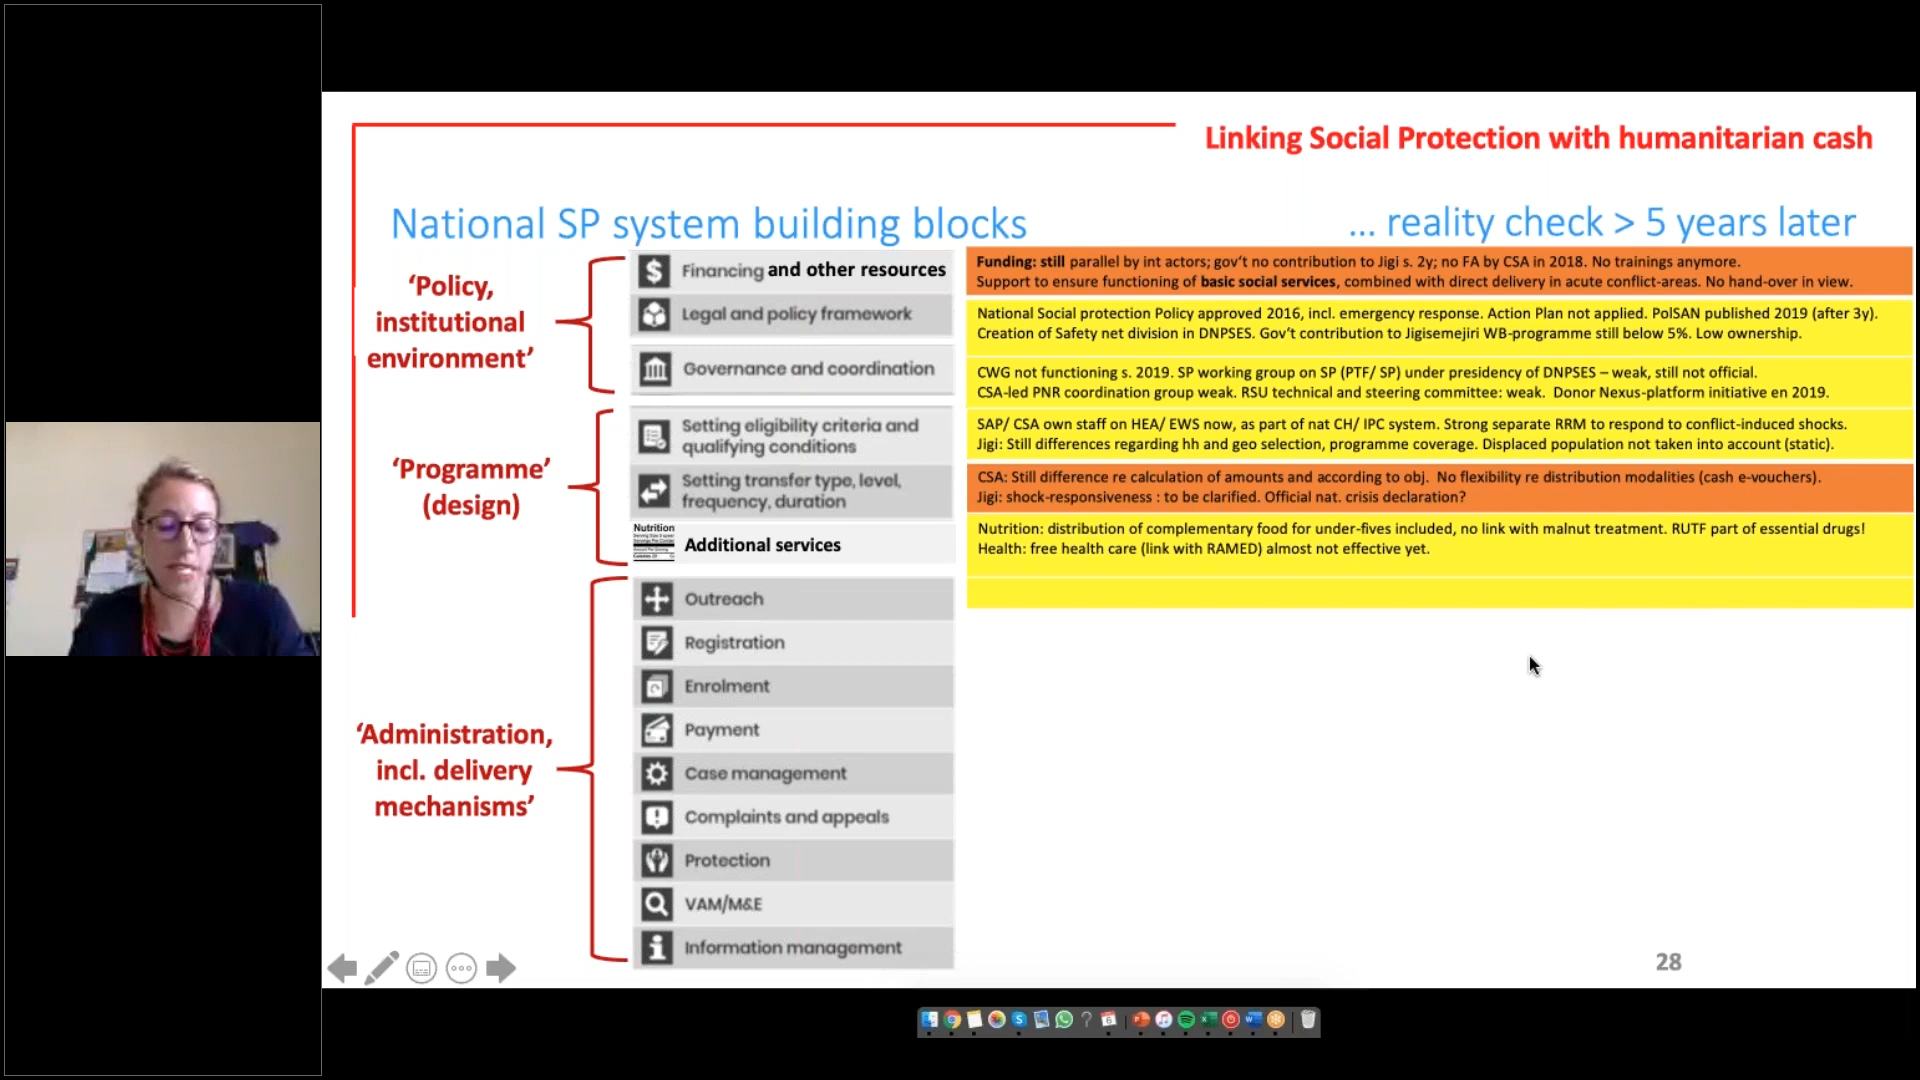 Linking Social Protection with humanitarian cash
National SP system building blocks
... reality check > 5 years later
‘Policy,
institutional
environment’
Financing and other resources
Legal and policy framework
Governance and coordination
Funding: still parallel by int actors; gov’t no contribution to Jigi s. 2y; no FA by CSA in 2018. No trainings anymore.
Support to ensure functioning of basic social services, combined with direct delivery in acute conflict-areas. No hand-over in view.
National Social protection Policy approved 2016, incl. emergency response. Action Plan not applied. PolSAN published 2019 (after 3y).
Creation of Safety net division in DNPSES. Gov’t contribution to Jigisemejiri WB-programme still below 5%. Low ownership.
CWG not functioning s. 2019. SP working group on SP (PTF/ SP) under presidency of DNPSES – weak, still not official.
CSA-led PNR coordination group weak. RSU technical and steering committee: weak. Donor Nexus-platform initiative en 2019.
‘Programme’
(design)
Setting eligibility criteria and
qualifying conditions
Setting transfer type, level,
frequency, duration
Nutrition
Additional services
SAP/ CSA own staff on HEA/ EWS now, as part of nat CH/ IPC system. Strong separate RRM to respond to conflict-induced shocks.
Jigi: Still differences regarding hh and geo selection, programme coverage. Displaced population not taken into account (static).
CSA: Still difference re calculation of amounts and according to obj. No flexibility re distribution modalities (cash e-vouchers).
Jigi: shock-responsiveness : to be clarified. Official nat. crisis declaration?
Nutrition: distribution of complementary food for under-fives included, no link with malnut treatment. RUTF part of essential drugs!
Health: free health care (link with RAMED) almost not effective yet.
‘Administration,
incl. delivery
mechanisms’
Outreach
Registration
Enrolment
Payment
Case management
Complaints and appeals
Protection
VAM/M&E
Information management
28